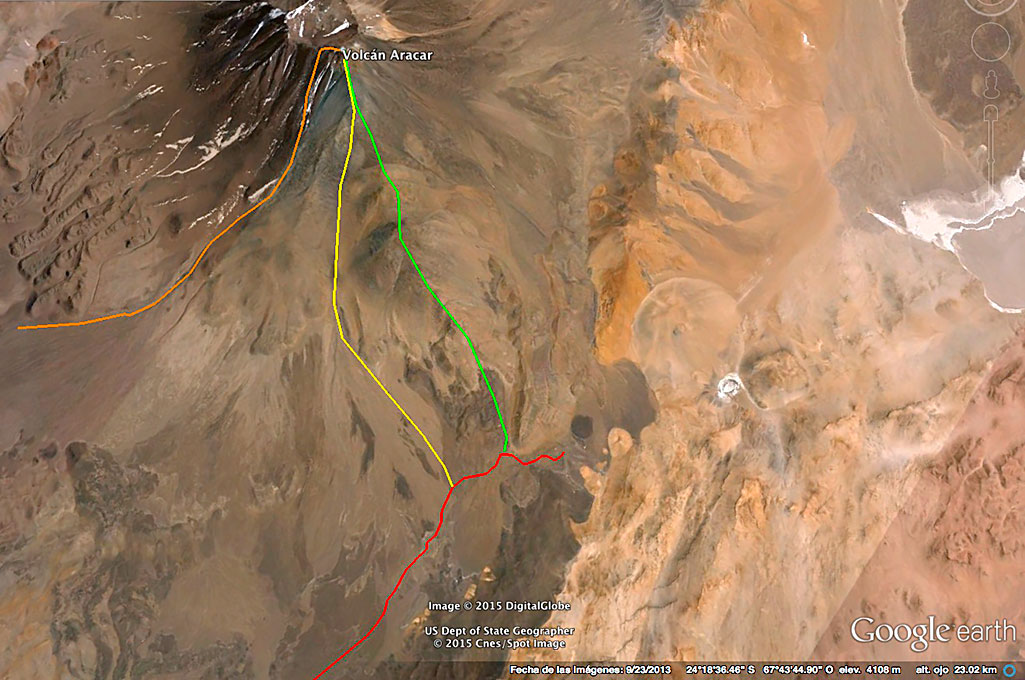 Volcán Aracar
Image © 2015 DigitalGlobe
US Dept of State Geographer
© 2015 Cnes/Spot Image
Google earth
Fecha de las imágenes: 9/23/2013 24°18'36.46" S 67°43'44.90" O elev. 4108 m alt. ojo 23.02 km